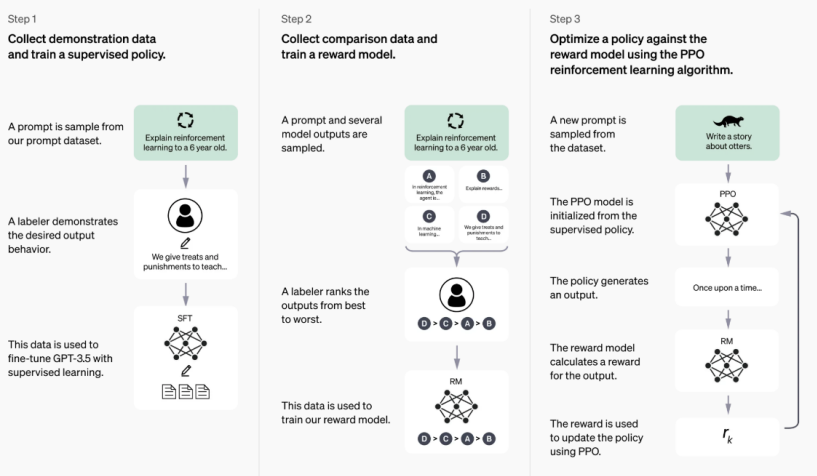 Step 1
Collect demonstration data
and train a supervised policy.
A prompt is sample from
our prompt dataset.
Explain reinforcement
learning to a 6 year old.
A labeler demonstrates
the desired output
behavior.
We give treats and
punishments to teach...
This data is used to
fine-tune GPT-3.5 with
supervised learning.
SFT
Step 2
Collect comparison data and
train a reward model.
A prompt and several
model outputs are
sampled.
Explain reinforcement
learning to a 6 year old.
A
In reinforcement
learning, the
agent is...
B
Explain rewards...
C
In machine
learning...
D
We give treats and
punishments to
teach...
A labeler ranks the
outputs from best
to worst.
D > C > A > B
This data is used to
train our reward model.
RM
D > C > A > B
Step 3
Optimize a policy against the
reward model using the PPO
reinforcement learning algorithm.
A new prompt is
sampled from
the dataset.
Write a story
about otters.
The PPO model is
initialized from the
supervised policy.
PPO
The policy generates
an output.
Once upon a time...
The reward model
calculates a reward
for the output.
RM
The reward is used
to update the policy
using PPO.
rk